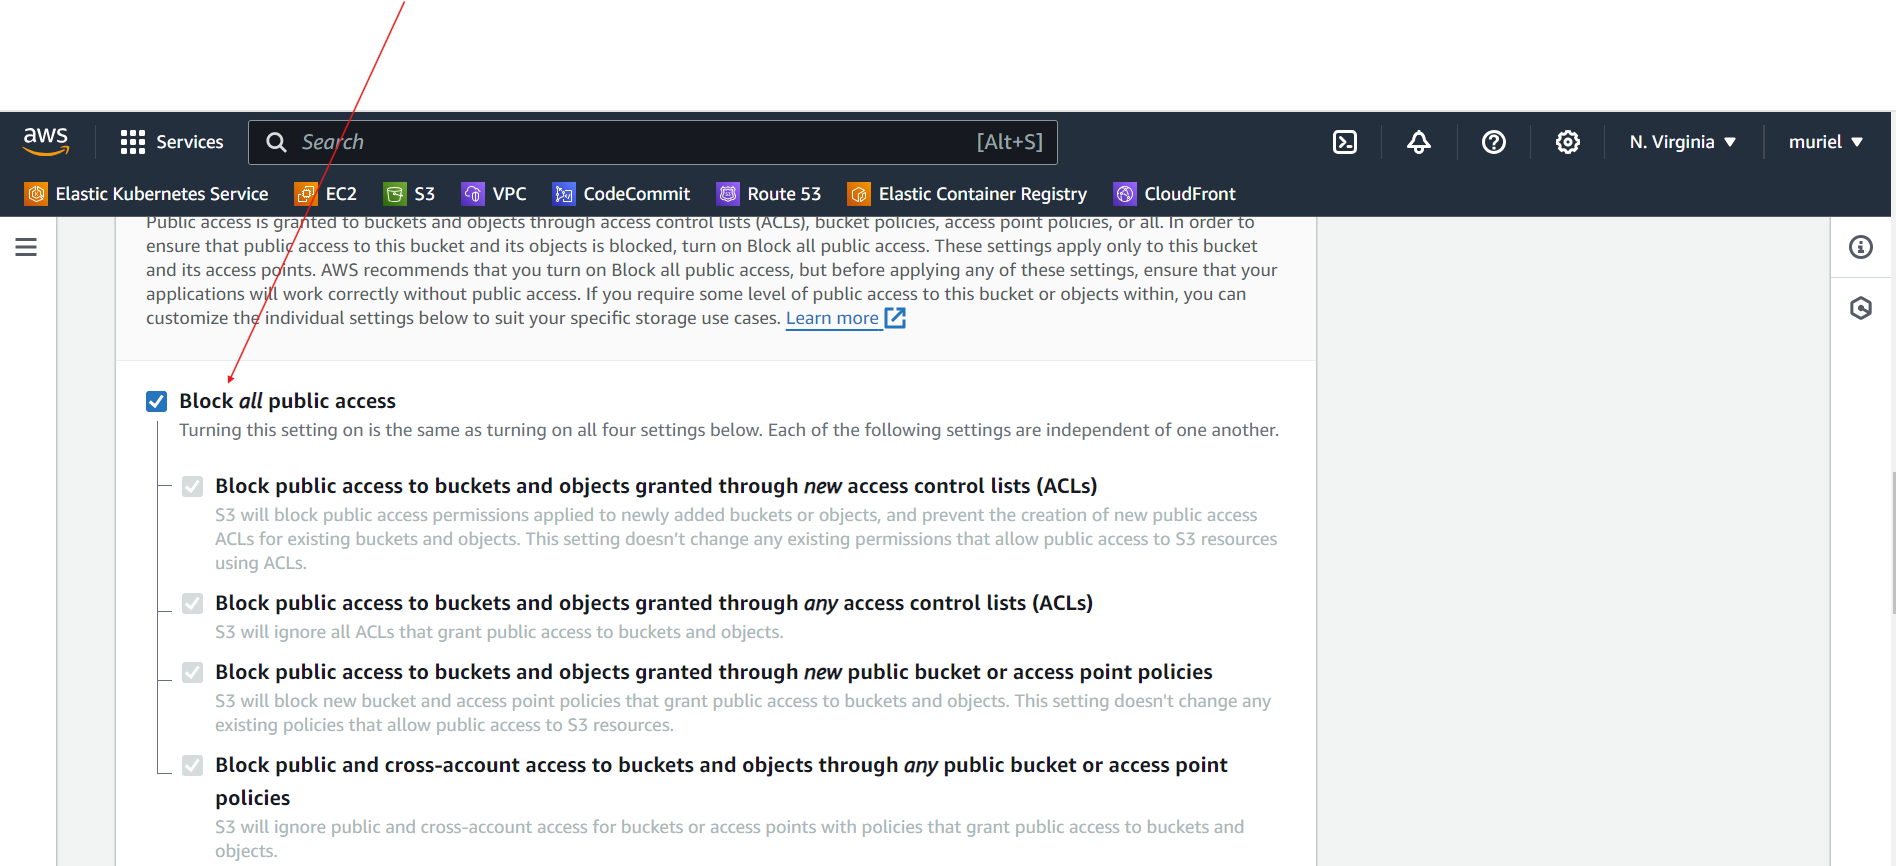 aws
Services
Search
[Alt+S]
N. Virginia
muriel
Elastic Kubernetes Service
EC2
S3
VPC
CodeCommit
Route 53
Elastic Container Registry
CloudFront
Public access is granted to buckets and objects through access control lists (ACLs), bucket policies, access point policies, or all. In order to
ensure that public access to this bucket and its objects is blocked, turn on Block all public access. These settings apply only to this bucket
and its access points. AWS recommends that you turn on Block all public access, but before applying any of these settings, ensure that your
applications will work correctly without public access. If you require some level of public access to this bucket or objects within, you can
customize the individual settings below to suit your specific storage use cases. Learn more
Block all public access
Turning this setting on is the same as turning on all four settings below. Each of the following settings are independent of one another.
Block public access to buckets and objects granted through new access control lists (ACLs)
S3 will block public access permissions applied to newly added buckets or objects, and prevent the creation of new public access
ACLs for existing buckets and objects. This setting doesn’t change any existing permissions that allow public access to S3 resources
using ACLs.
Block public access to buckets and objects granted through any access control lists (ACLs)
S3 will ignore all ACLs that grant public access to buckets and objects.
Block public access to buckets and objects granted through new public bucket or access point policies
S3 will block new bucket and access point policies that grant public access to buckets and objects. This setting doesn't change any
existing policies that allow public access to S3 resources.
Block public and cross-account access to buckets and objects through any public bucket or access point
policies
S3 will ignore public and cross-account access for buckets or access points with policies that grant public access to buckets and
objects.